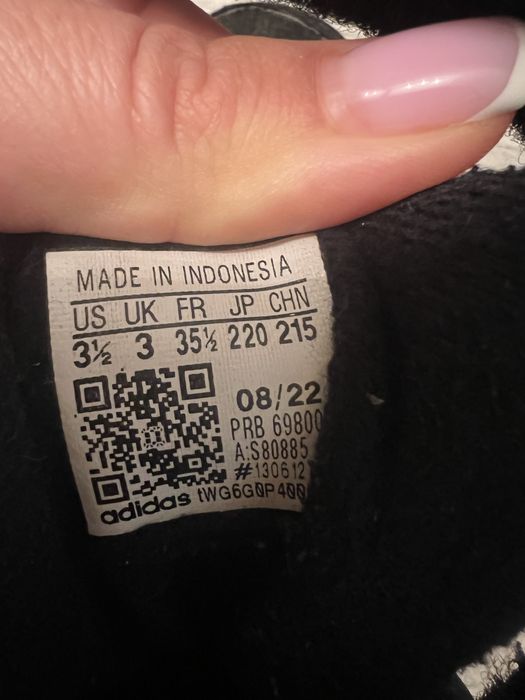 MADE IN INDONESIA
US UK FR JP CHN
3½ 3 35½ 220 215
08/22
PRB 69800
A:S80885
#130612
adidas tWG6G0P400